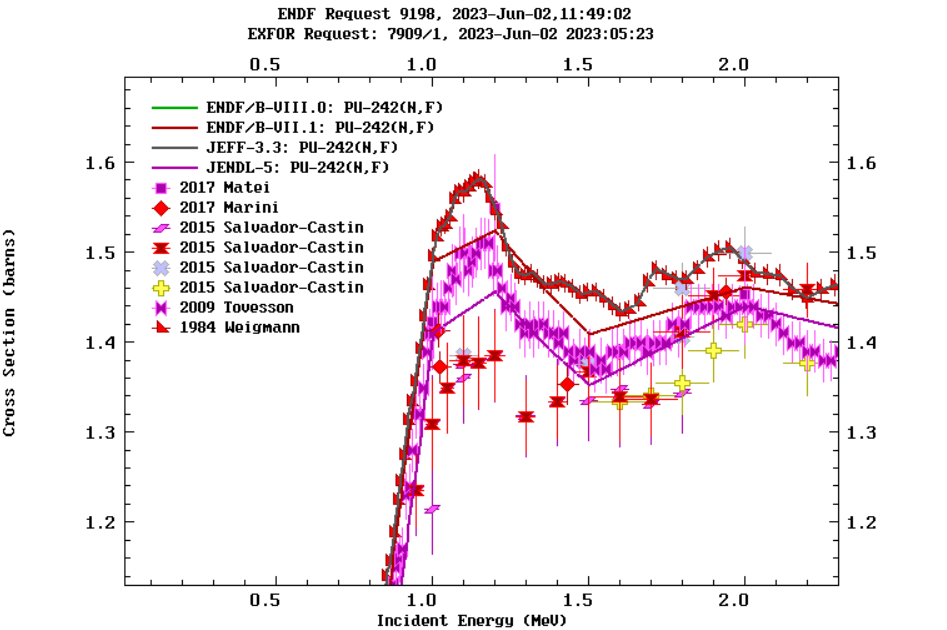 ENDF Request 9198, 2023-Jun-02,11:49:02
EXFOR Request: 7909/1, 2023-Jun-02 2023:05:23
0.5 1.0 1.5 2.0
ENDF/B-VIII.0: PU-242(N,F)
ENDF/B-VII.1: PU-242(N,F)
JEFF-3.3: PU-242(N,F)
JENDL-5: PU-242(N,F)
2017 Matei
2017 Marini
2015 Salvador-Castin
2015 Salvador-Castin
2015 Salvador-Castin
2015 Salvador-Castin
2009 Tovesson
1984 Weigmann
Cross Section (barns)
1.6 1.6
1.5 1.5
1.4 1.4
1.3 1.3
1.2 1.2
0.5 1.0 1.5 2.0
Incident Energy (MeV)